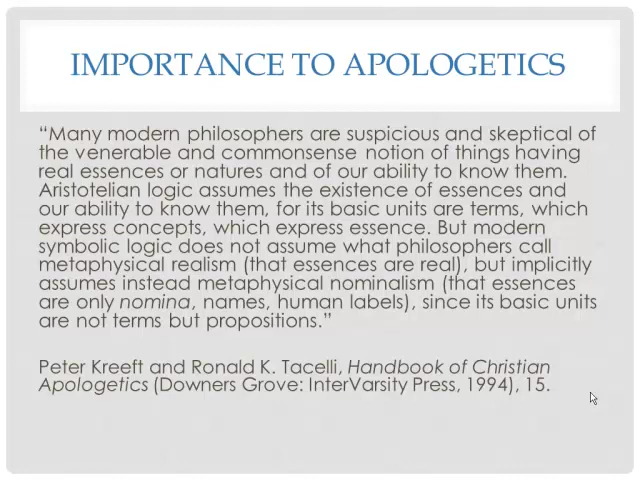 IMPORTANCE TO APOLOGETICS
“Many modern philosophers are suspicious and skeptical of
the venerable and commonsense notion of things having
real essences or natures and of our ability to know them.
Aristotelian logic assumes the existence of essences and
our ability to know them, for its basic units are terms, which
express concepts, which express essence. But modern
symbolic logic does not assume what philosophers call
metaphysical realism (that essences are real), but implicitly
assumes instead metaphysical nominalism (that essences
are only nomina, names, human labels), since its basic units
are not terms but propositions.”
Peter Kreeft and Ronald K. Tacelli, Handbook of Christian
Apologetics (Downers Grove: InterVarsity Press, 1994), 15.